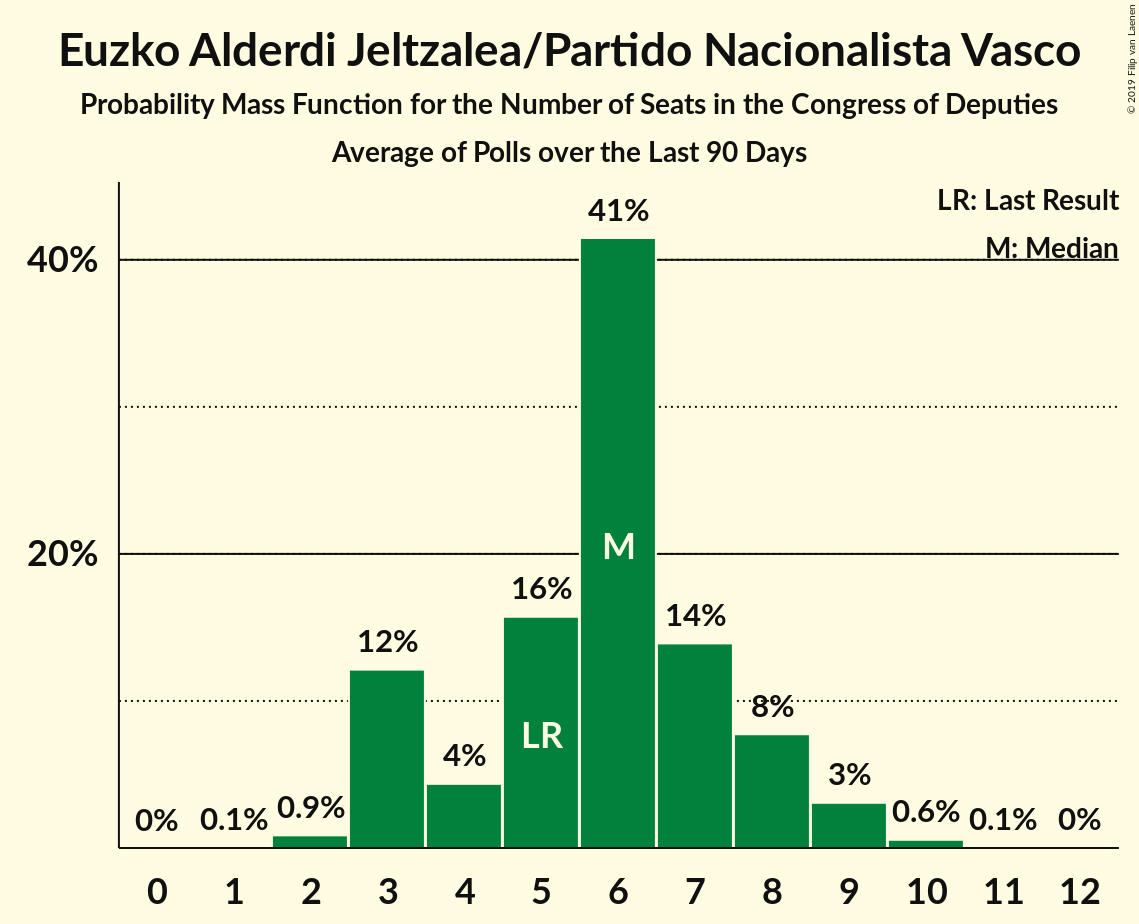 Euzko Alderdi Jeltzalea/Partido Nacionalista Vasco
Probability Mass Function for the Number of Seats in the Congress of Deputies
Average of Polls over the Last 90 Days
© 2019 Filip van Laenen
LR: Last Result
M: Median
40%
20%
0%
0.1%
0.9%
12%
4%
16%
41%
14%
8%
3%
0.6%
0.1%
0%
LR
M
0 1 2 3 4 5 6 7 8 9 10 11 12